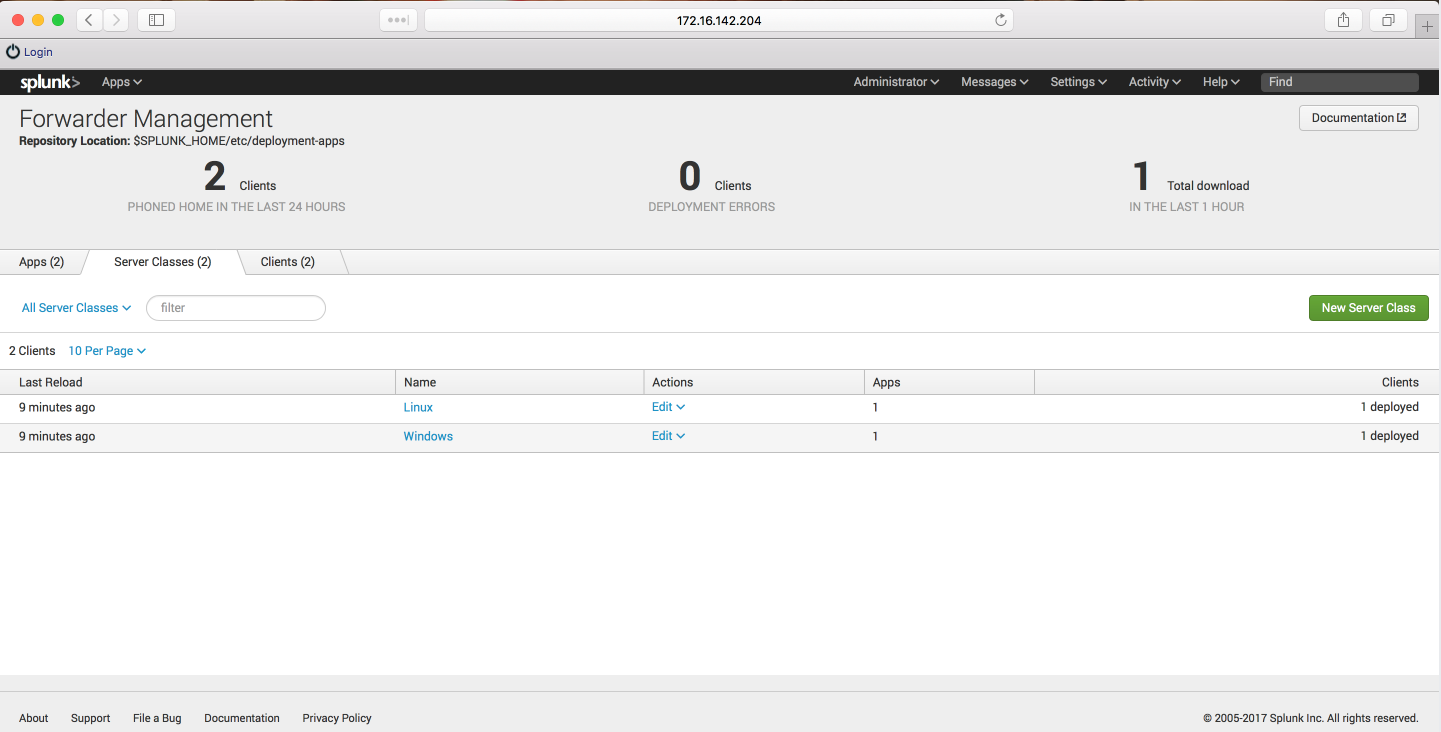 172.16.142.204
Login
splunk> Apps Administrator Messages Settings Activity Help Find
Forwarder Management Documentation
Repository Location: $SPLUNK_HOME/etc/deployment-apps
2 Clients 0 Clients 1 Total download
PHONED HOME IN THE LAST 24 HOURS DEPLOYMENT ERRORS IN THE LAST 1 HOUR
Apps (2) Server Classes (2) Clients (2)
All Server Classes filter New Server Class
2 Clients 10 Per Page
Last Reload Name Actions Apps Clients
9 minutes ago Linux Edit 1 1 deployed
9 minutes ago Windows Edit 1 1 deployed
About Support File a Bug Documentation Privacy Policy © 2005-2017 Splunk Inc. All rights reserved.